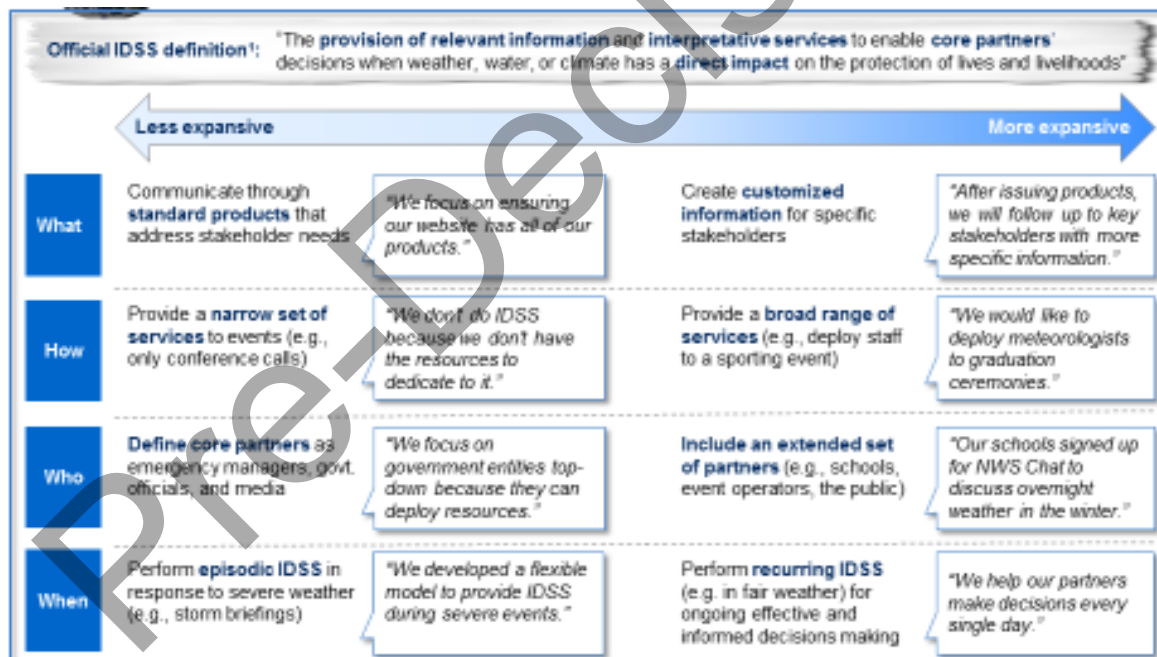 Official IDSS definition¹: "The provision of relevant information and interpretative services to enable core partners'
decisions when weather, water, or climate has a direct impact on the protection of lives and livelihoods"
Less expansive
More expansive
What
Communicate through
standard products that
address stakeholder needs
"We focus on ensuring
our website has all of our
products."
Create customized
information for specific
stakeholders
"After issuing products,
we will follow up to key
stakeholders with more
specific information."
How
Provide a narrow set of
services to events (e.g.,
only conference calls)
"We don't do IDSS
because we don't have
the resources to
dedicate to it."
Provide a broad range of
services (e.g., deploy staff
to a sporting event)
"We would like to
deploy meteorologists
to graduation
ceremonies."
Who
Define core partners as
emergency managers, govt.
officials, and media
"We focus on
government entities top-
down because they can
deploy resources."
Include an extended set
of partners (e.g., schools,
event operators, the public)
"Our schools signed up
for NWS Chat to
discuss overnight
weather in the winter."
When
Perform episodic IDSS in
response to severe weather
(e.g., storm briefings)
"We developed a flexible
model to provide IDSS
during severe events."
Perform recurring IDSS
(e.g. in fair weather) for
ongoing effective and
informed decisions making
"We help our partners
make decisions every
single day."
Pre-Decis